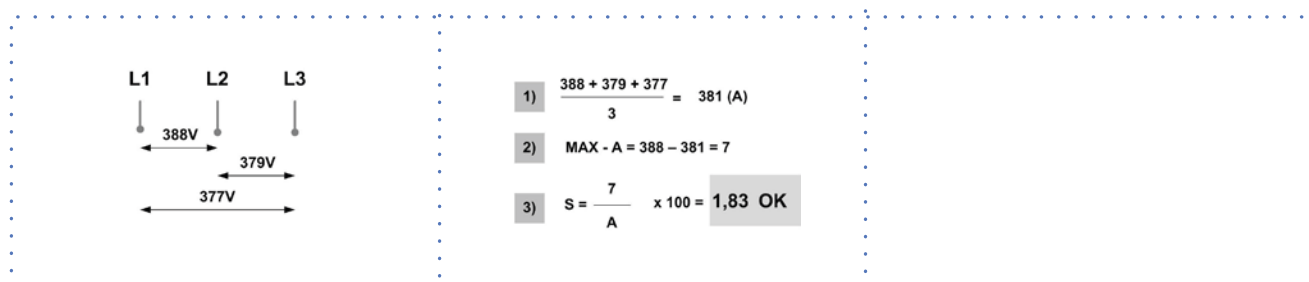 L1 L2 L3
388V
379V
377V
1) 388 + 379 + 377
3
= 381 (A)
2) MAX - A = 388 – 381 = 7
3) S = 7
A
x 100 = 1,83 OK